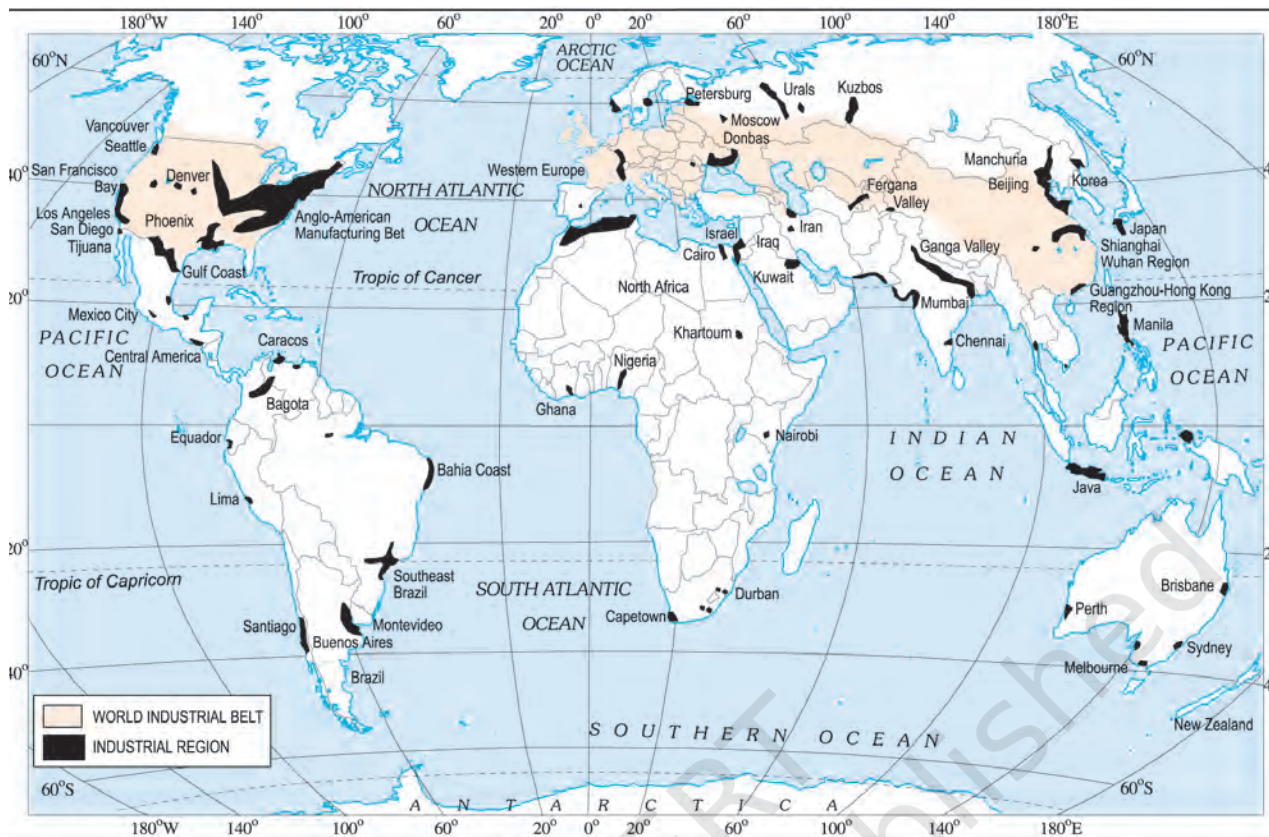 180°W 140° 100° 60° 20° 0° 20° 60° 100° 140° 180°E
60°N
ARCTIC
OCEAN
60°N
Petersburg
Urals
Kuzbos
Vancouver
Seattle
Moscow
Donbas
San Francisco
Bay
Denver
Western Europe
Manchuria
Beijing
Korea
40°
NORTH ATLANTIC
OCEAN
Fergana
Valley
Los Angeles
San Diego
Tijuana
Phoenix
Anglo-American
Manufacturing Bet
Israel
Iraq
Iran
Ganga Valley
Japan
Shianghai
Wuhan Region
Gulf Coast
Cairo
Kuwait
Tropic of Cancer
North Africa
Mumbai
Guangzhou-Hong Kong
Region
20°
Mexico City
Khartoum
Chennai
Manila
PACIFIC
OCEAN
PACIFIC
OCEAN
Central America
Caracos
Nigeria
Bagota
Ghana
Equador
Nairobi
INDIAN
OCEAN
Bahia Coast
Lima
Java
20°
2
Tropic of Capricorn
Southeast
Brazil
SOUTH ATLANTIC
OCEAN
Durban
Brisbane
Capetown
Perth
Santiago
Montevideo
Buenos Aires
Sydney
Melbourne
40°
Brazil
4
WORLD INDUSTRIAL BELT
INDUSTRIAL REGION
SOUTHERN OCEAN
New Zealand
60°S
60°S
ANTARCTICA
180°W 140° 100° 60° 20° 0° 20° 60° 100° 140° 180°E